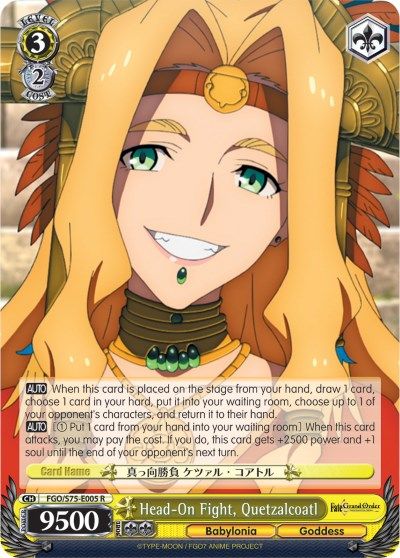 LEVEL
3
2
COST
AUTO When this card is placed on the stage from your hand, draw 1 card,
choose 1 card in your hand, put it into your waiting room, choose up to 1 of
your opponent's characters, and return it to their hand.
AUTO [① Put 1 card from your hand into your waiting room] When this card
attacks, you may pay the cost. If you do, this card gets +2500 power and +1
soul until the end of your opponent's next turn.
Card Name 真っ向勝負 ケツァル・コアトル
CH FGO/S75-E005 R
Head-On Fight, Quetzalcoatl
Fate/Grand Order
POWER 9500 SOUL
Babylonia Goddess
©TYPE-MOON / FGO7 ANIME PROJECT